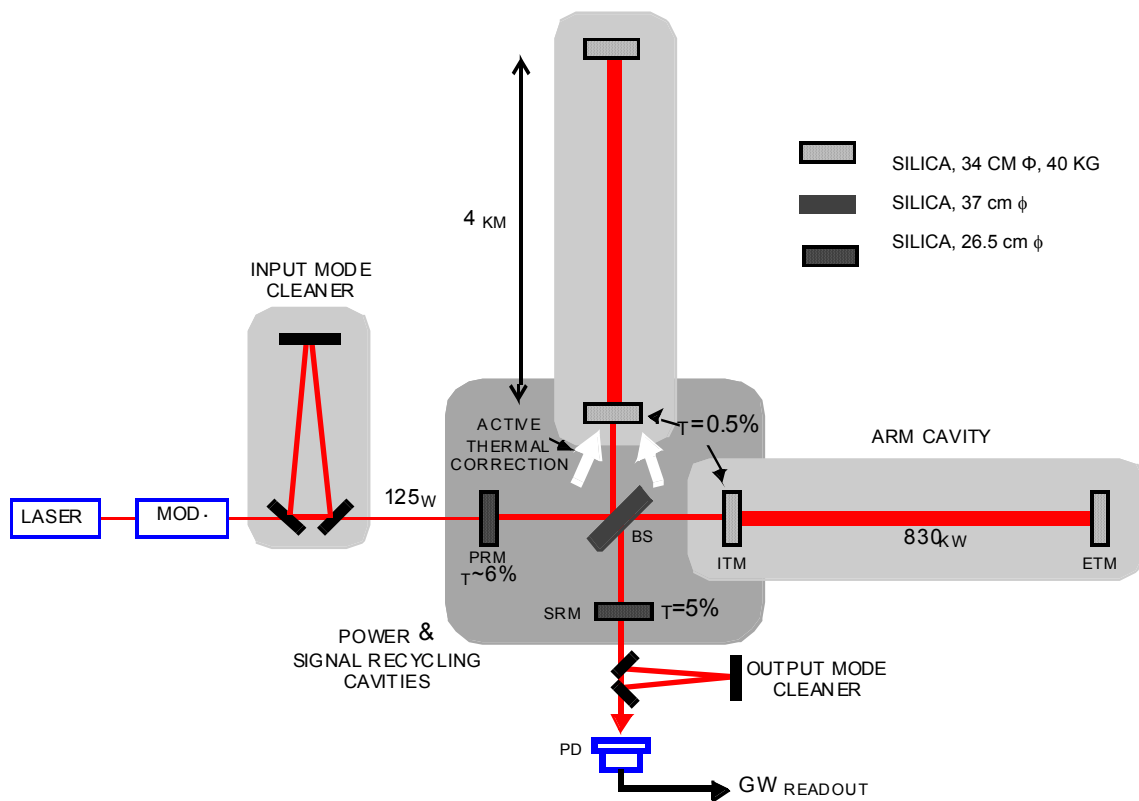 SILICA, 34 CM Φ, 40 KG
SILICA, 37 cm ϕ
SILICA, 26.5 cm ϕ
4 KM
INPUT MODE
CLEANER
ACTIVE
THERMAL
CORRECTION
T=0.5%
ARM CAVITY
LASER
MOD.
125W
BS
830KW
PRM
T~6%
ITM
ETM
SRM
T=5%
POWER &
SIGNAL RECYCLING
CAVITIES
OUTPUT MODE
CLEANER
PD
GW READOUT